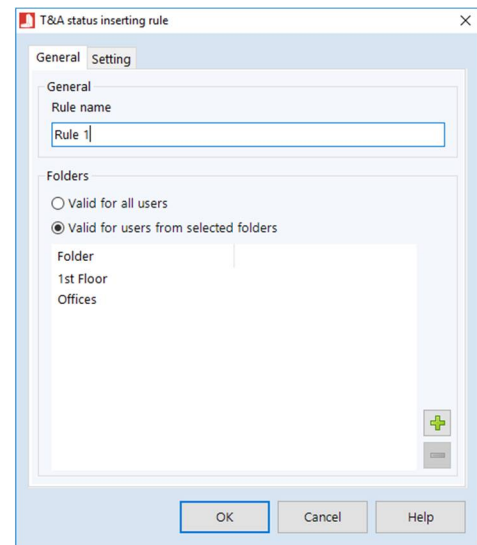 T&A status inserting rule
General Setting
General
Rule name
Rule 1
Folders
Valid for all users
Valid for users from selected folders
Folder
1st Floor
Offices
OK Cancel Help